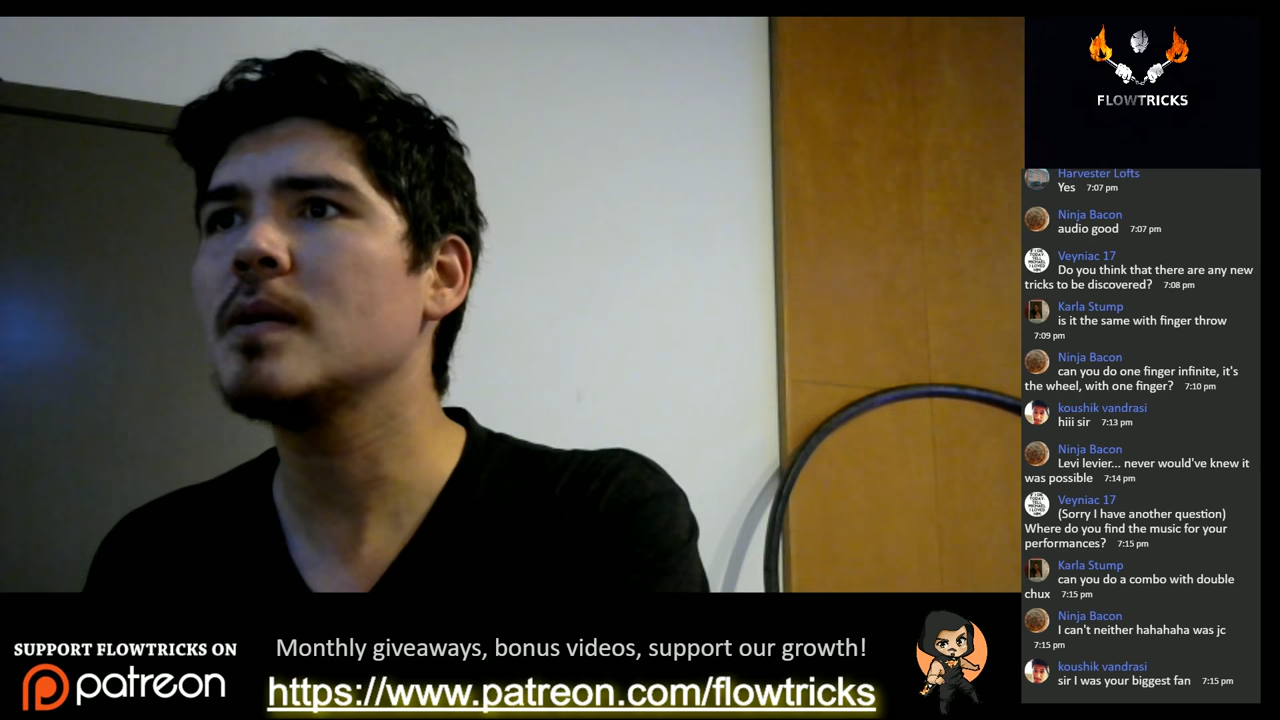 FLOWTRICKS
Harvester Lofts
Yes 7:07 pm
Ninja Bacon
audio good 7:07 pm
Veyniac 17
Do you think that there are any new
tricks to be discovered? 7:08 pm
Karla Stump
is it the same with finger throw
7:09 pm
Ninja Bacon
can you do one finger infinite, it's
the wheel, with one finger? 7:10 pm
koushik vandrasi
hiii sir 7:13 pm
Ninja Bacon
Levi levier... never would've knew it
was possible 7:14 pm
Veyniac 17
(Sorry I have another question)
Where do you find the music for your
performances? 7:15 pm
Karla Stump
can you do a combo with double
chux 7:15 pm
Ninja Bacon
I can't neither hahahaha was jc
7:15 pm
koushik vandrasi
sir I was your biggest fan 7:15 pm
SUPPORT FLOWTRICKS ON
patreon
Monthly giveaways, bonus videos, support our growth!
https://www.patreon.com/flowtricks